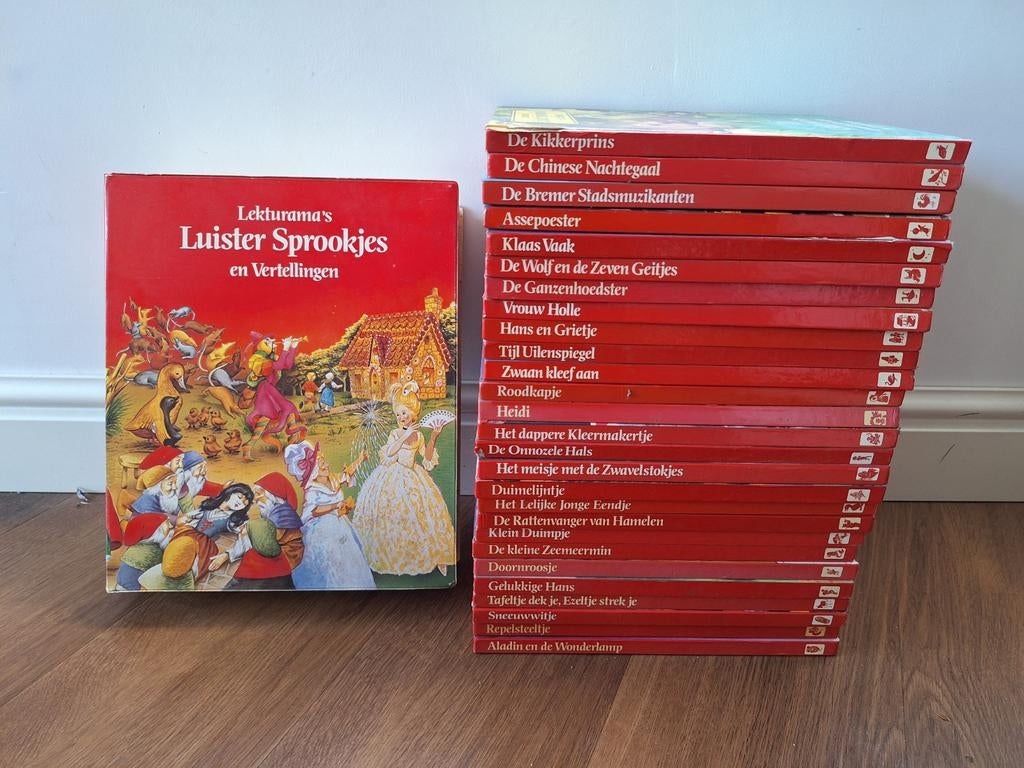 Lekturama's
Luister Sprookjes
en Vertellingen
De Kikkerprins
De Chinese Nachtegaal
De Bremer Stadsmuzikanten
Assepoester
Klaas Vaak
De Wolf en de Zeven Geitjes
De Ganzenhoedster
Vrouw Holle
Hans en Grietje
Tijl Uilenspiegel
Zwaan kleef aan
Roodkapje
Heidi
Het dappere Kleermakertje
De Onnozele Hals
Het meisje met de Zwavelstokjes
Duimelijntje
Het Lelijke Jonge Eendje
De Rattenvanger van Hamelen
Klein Duimpje
De kleine Zeemeermin
Doornroosje
Gelukkige Hans
Tafeltje dek je, Ezeltje strek je
Sneeuwwitje
Repelsteeltje
Aladin en de Wonderlamp